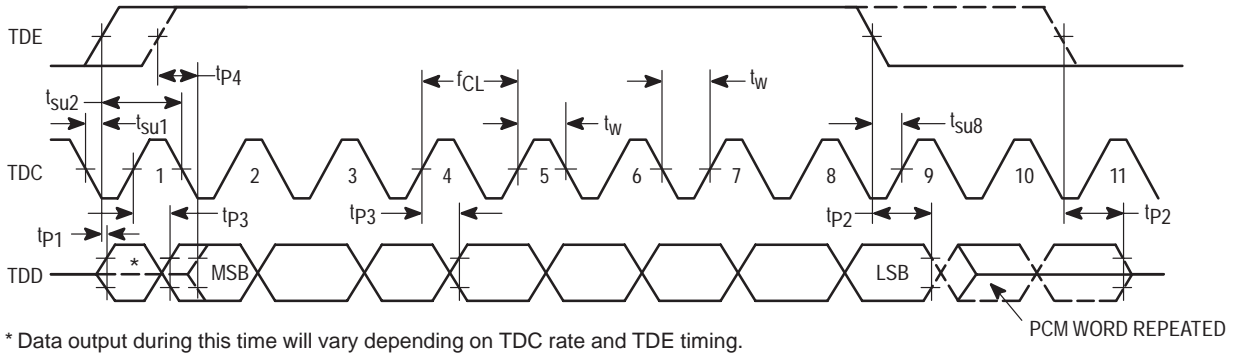 TDE
tP4
fCL
tw
tsu2
tsu1
tw
tsu8
TDC
1 2 3 4 5 6 7 8 9 10 11
tP3
tP3
tP2
tP2
tP1
TDD
*
MSB
LSB
PCM WORD REPEATED
* Data output during this time will vary depending on TDC rate and TDE timing.